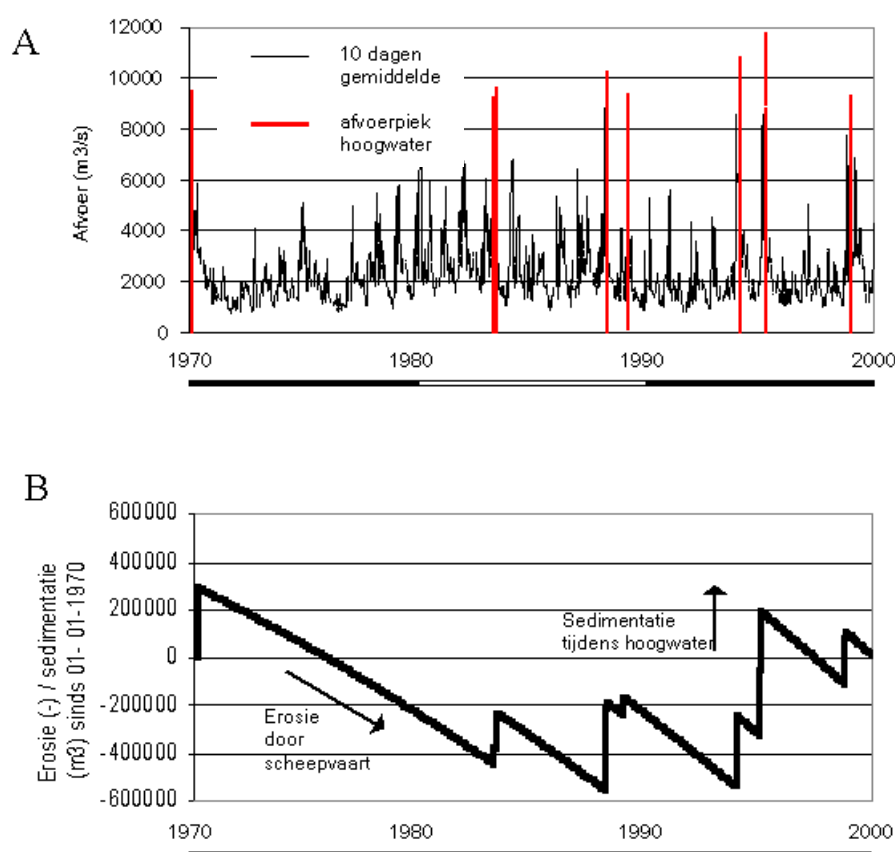 A
12000
10000
8000
6000
4000
2000
0
Afvoer (m3/s)
10 dagen
gemiddelde
afvoerpiek
hoogwater
1970
1980
1990
2000
B
600000
400000
200000
0
-200000
-400000
-600000
Erosie (-) / sedimentatie
(m3) sinds 01- 01-1970
Sedimentatie
tijdens hoogwater
Erosie
door
scheepvaart
1970
1980
1990
2000